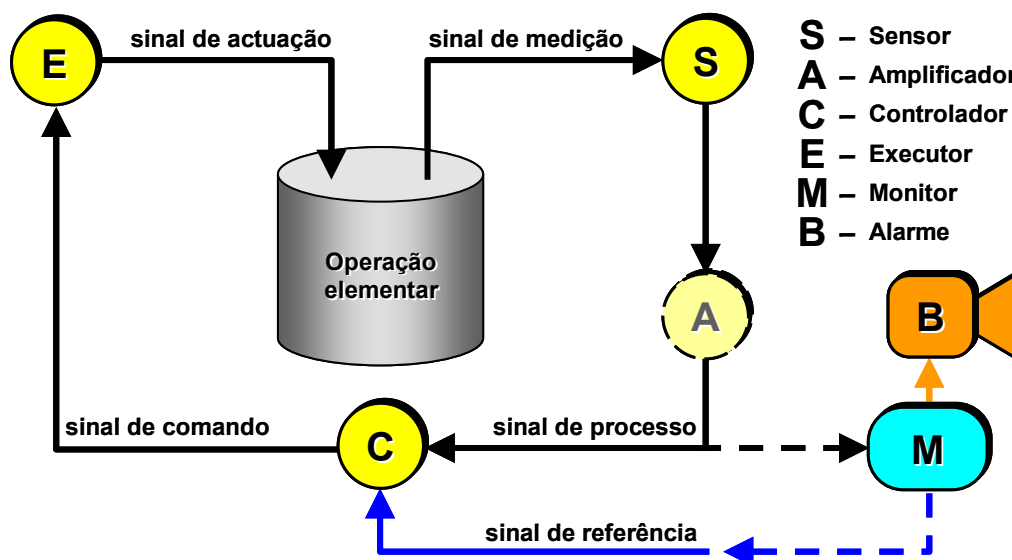 sinal de actuação
sinal de medição
E
S
S – Sensor
A – Amplificador
C – Controlador
E – Executor
M – Monitor
B – Alarme
Operação
elementar
A
B
sinal de comando
sinal de processo
C
M
sinal de referência